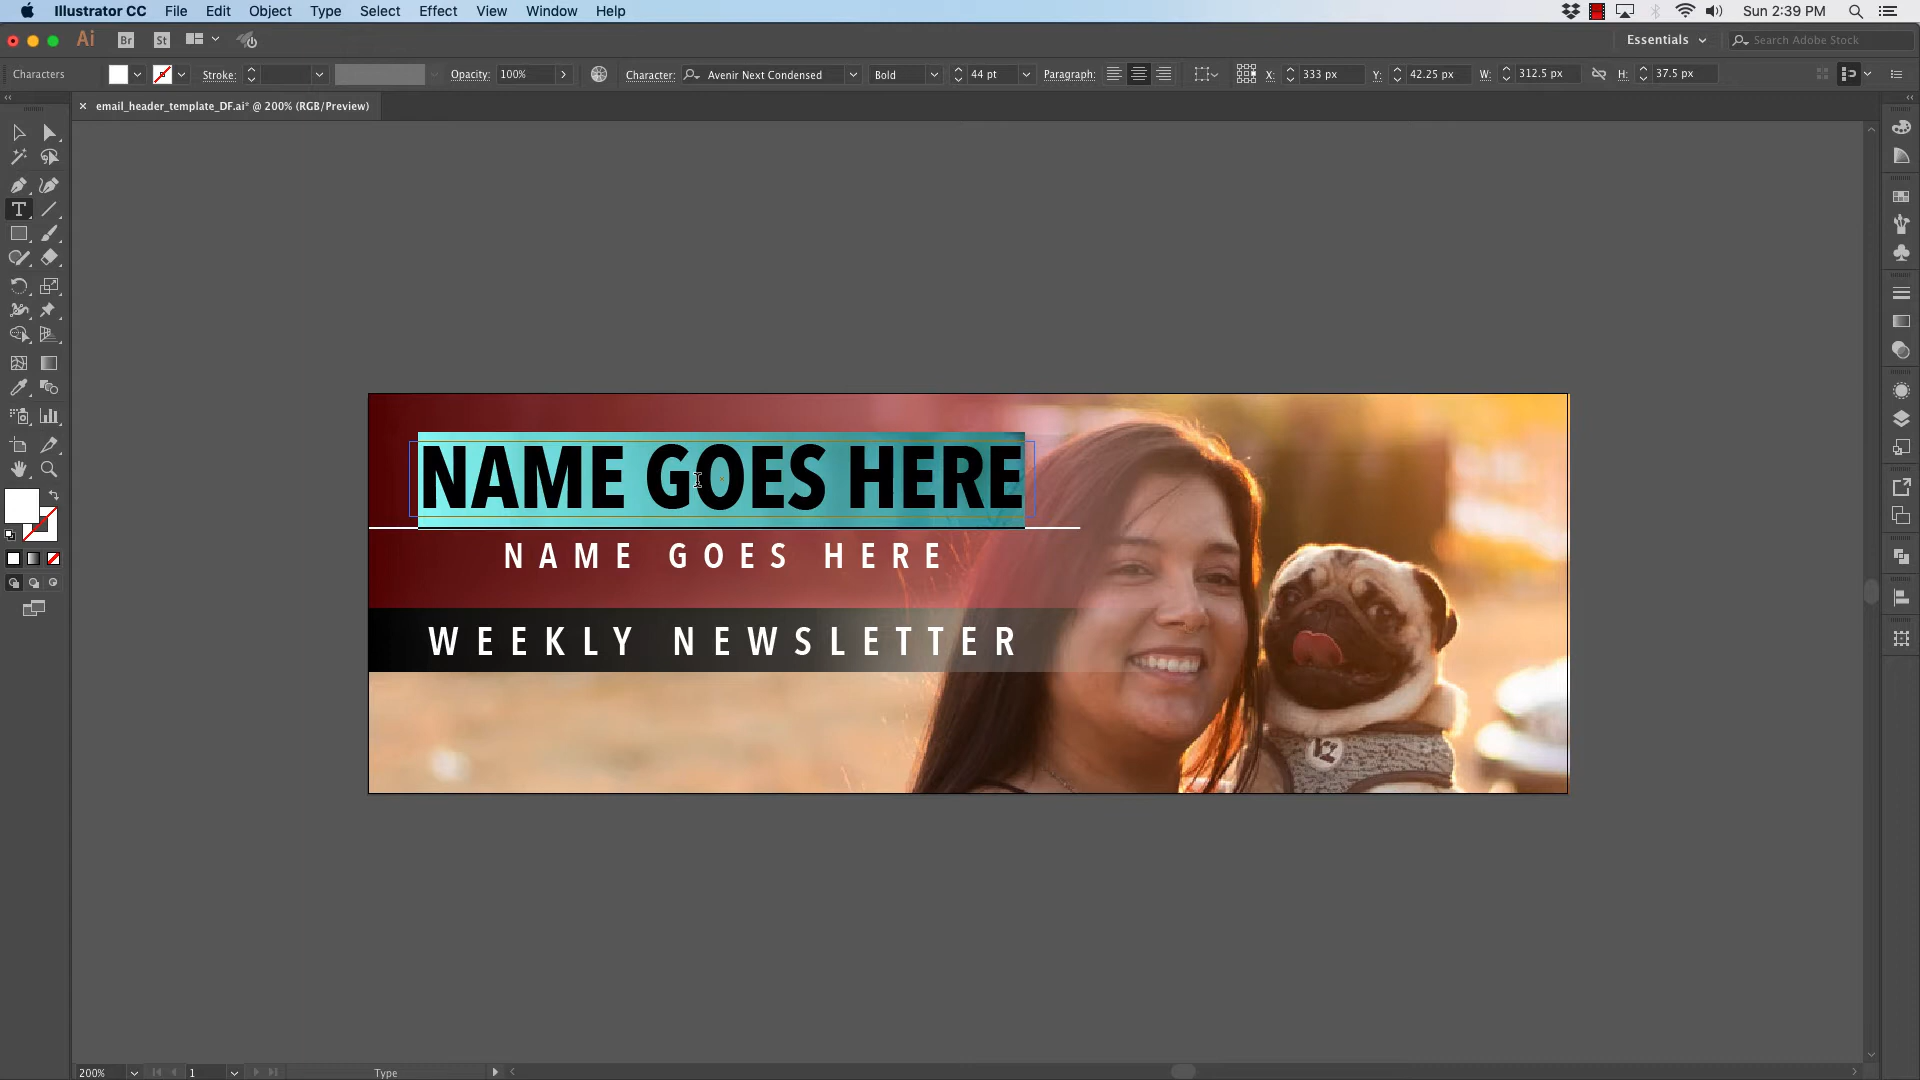 Illustrator CC File Edit Object Type Select Effect View Window Help Sun 2:39 PM
Ai Br St Essentials Search Adobe Stock
Characters Stroke: Opacity: 100% Character: Avenir Next Condensed Bold 44 pt Paragraph: X: 333 px Y: 42.25 px W: 312.5 px H: 37.5 px
email_header_template_DF.ai* @ 200% (RGB/Preview)
T
NAME GOES HERE
NAME GOES HERE
WEEKLY NEWSLETTER
200% 1 Type